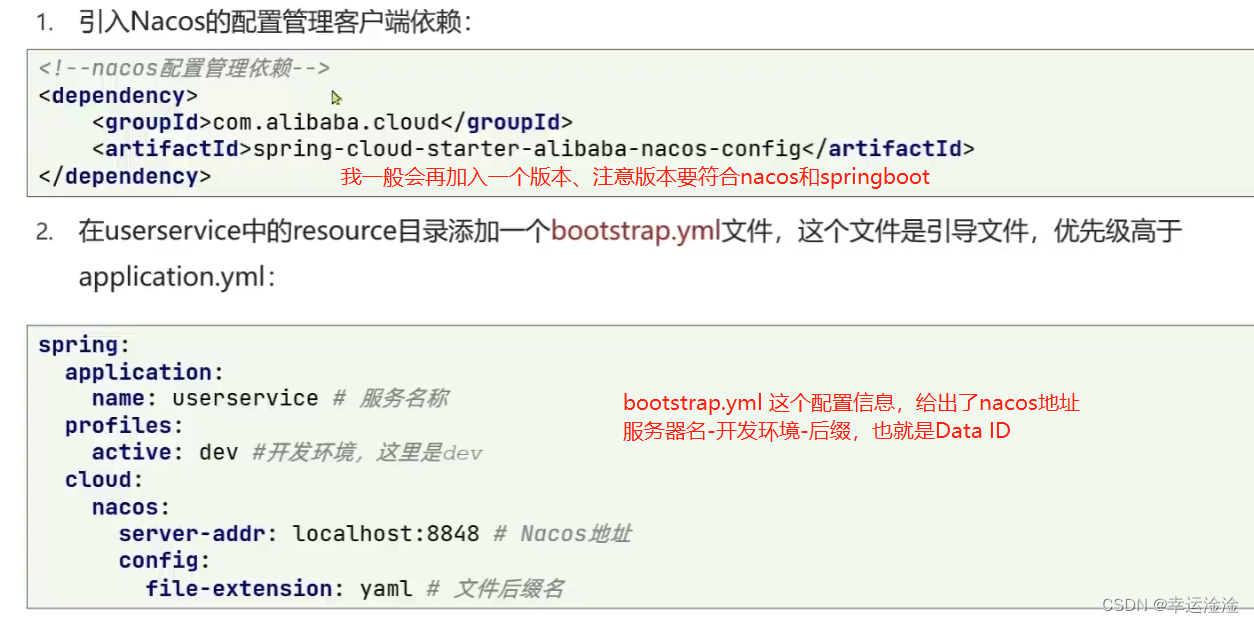 1. 引入Nacos的配置管理客户端依赖：
<!--nacos配置管理依赖-->
<dependency>
<groupId>com.alibaba.cloud</groupId>
<artifactId>spring-cloud-starter-alibaba-nacos-config</artifactId>
</dependency>
我一般会再加入一个版本、注意版本要符合nacos和springboot
2. 在userservice中的resource目录添加一个bootstrap.yml文件，这个文件是引导文件，优先级高于
application.yml：
spring:
application:
name: userservice # 服务名称
profiles:
active: dev #开发环境，这里是dev
cloud:
nacos:
server-addr: localhost:8848 # Nacos地址
config:
file-extension: yaml # 文件后缀名
bootstrap.yml 这个配置信息，给出了nacos地址
服务器名-开发环境-后缀，也就是Data ID
CSDN @幸运淦淦